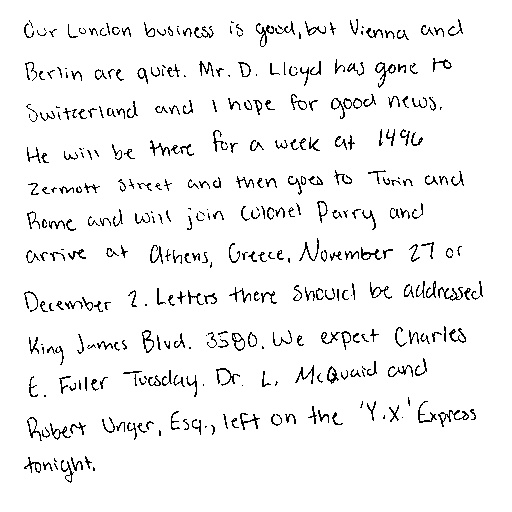 Our London business is good, but Vienna and
Berlin are quiet. Mr. D. Lloyd has gone to
Switzerland and I hope for good news.
He will be there for a week at 1496
Zermott Street and then goes to Turin and
Rome and will join Colonel Parry and
arrive at Athens, Greece, November 27 or
December 2. Letters there should be addressed
King James Blvd. 3580. We expect Charles
E. Fuller Tuesday. Dr. L. McQuaid and
Robert Unger, Esq., left on the 'Y.X.' Express
tonight.